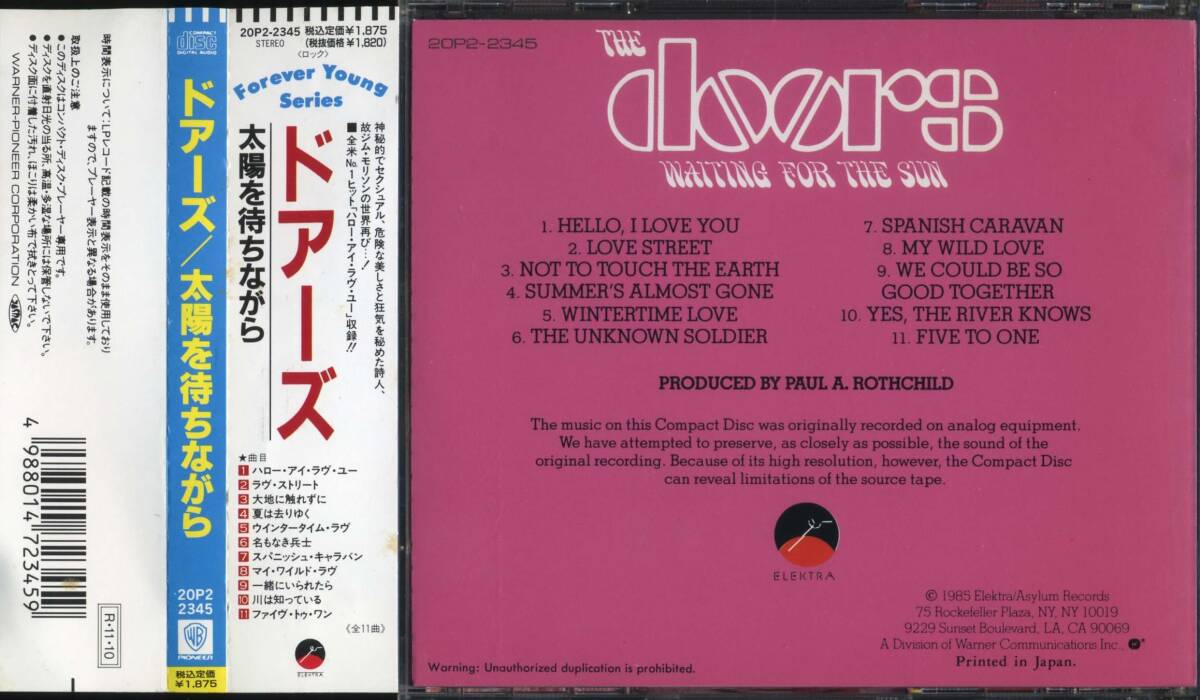 時間表示について:LPレコード記載の時間表示をそのまま使用しており
ますので、プレーヤー表示と異なる場合があります。
取扱上のご注意
●このディスクはコンパクト・ディスク・プレーヤー専用です。
●ディスクを直射日光の当る所、高温・多湿な場所には保管しないで下さい。
●ディスク面に付着した汚れ、ほこりは柔かい布で拭きとって下さい。
WARNER-PIONEER CORPORATION
4 988014 723459
R・11・10
COMPACT
disc
DIGITAL AUDIO
ドアーズ/太陽を待ちながら
20P2
2345
WB
PIONEER
税込定価
¥1,875
20P2-2345 税込定価¥1,875
STEREO (税抜価格¥1,820)
〈ロック〉
Forever Young
Series
神秘的でセクシュアル、危険な美しさと狂気を秘めた詩人、
故ジム・モリソンの世界再び…!
■全米No.1ヒット「ハロー・アイ・ラヴ・ユー」収録!!
ドアーズ
太陽を待ちながら
★曲目
1 ハロー・アイ・ラヴ・ユー
2 ラヴ・ストリート
3 大地に触れずに
4 夏は去りゆく
5 ウインタータイム・ラヴ
6 名もなき兵士
7 スパニッシュ・キャラバン
8 マイ・ワイルド・ラヴ
9 一緒にいられたら
10 川は知っている
11 ファイヴ・トゥ・ワン
《全11曲》
ELEKTRA
20P2-2345
THE
doors
WAITING FOR THE SUN
1. HELLO, I LOVE YOU
2. LOVE STREET
3. NOT TO TOUCH THE EARTH
4. SUMMER'S ALMOST GONE
5. WINTERTIME LOVE
6. THE UNKNOWN SOLDIER
7. SPANISH CARAVAN
8. MY WILD LOVE
9. WE COULD BE SO
GOOD TOGETHER
10. YES, THE RIVER KNOWS
11. FIVE TO ONE
PRODUCED BY PAUL A. ROTHCHILD
The music on this Compact Disc was originally recorded on analog equipment.
We have attempted to preserve, as closely as possible, the sound of the
original recording. Because of its high resolution, however, the Compact Disc
can reveal limitations of the source tape.
ELEKTRA
© 1985 Elektra/Asylum Records
75 Rockefeller Plaza, NY, NY 10019
9229 Sunset Boulevard, LA, CA 90069
A Division of Warner Communications Inc.,
Printed in Japan.
Warning: Unauthorized duplication is prohibited.